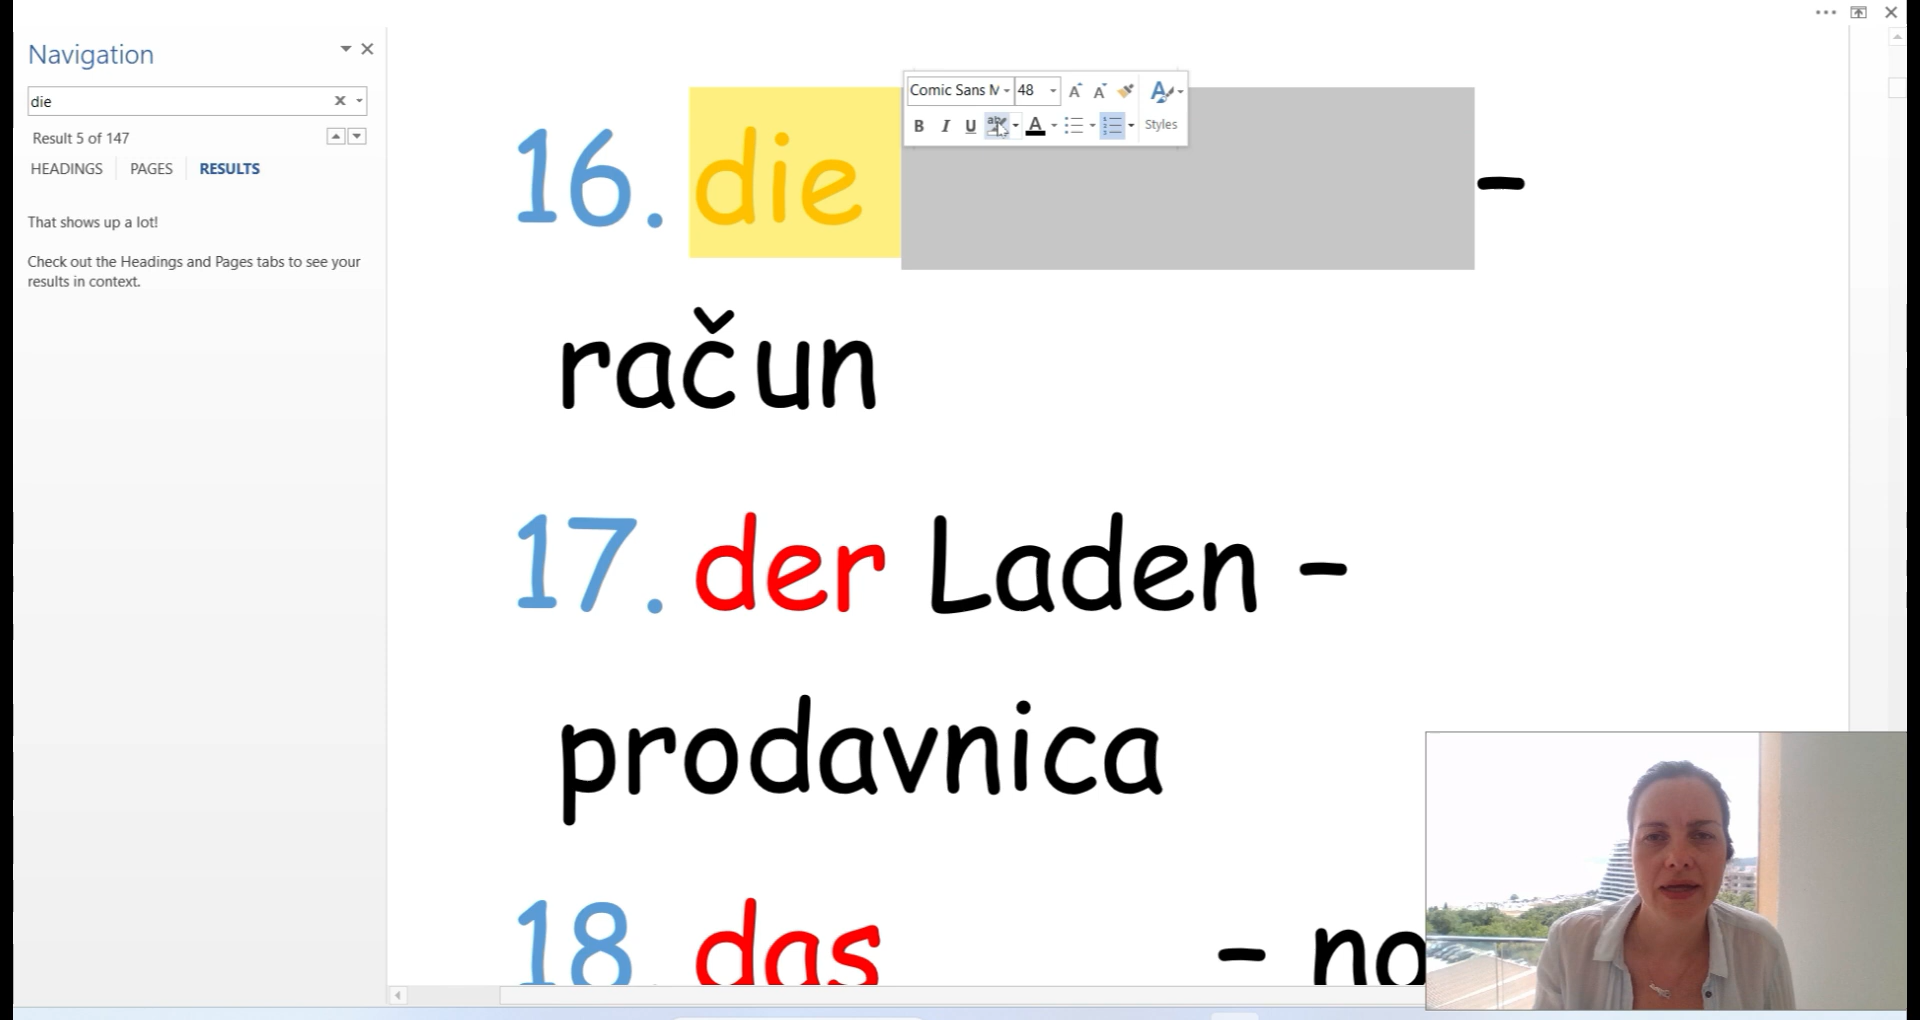 Navigation
die
Result 5 of 147
HEADINGS PAGES RESULTS
That shows up a lot!
Check out the Headings and Pages tabs to see your
results in context.
Comic Sans M 48
B I U abc A Styles
16. die -
račun
17. der Laden -
prodavnica
18. das - no